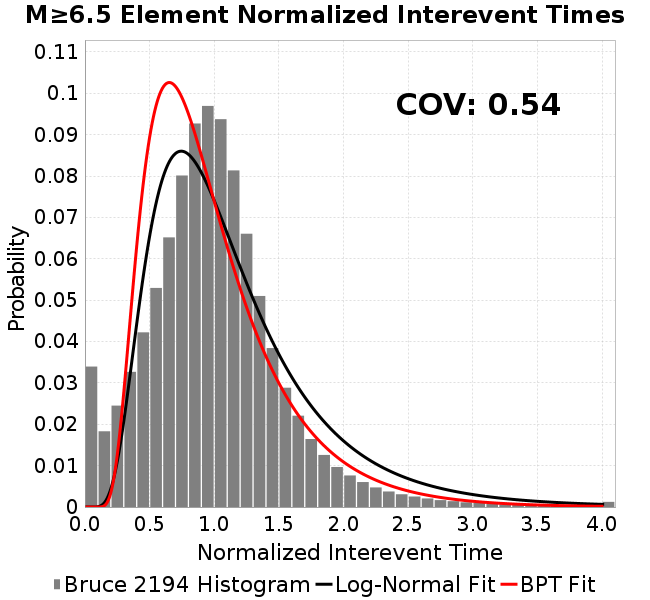 M≥6.5 Element Normalized Interevent Times
COV: 0.54
Probability
0.11
0.1
0.09
0.08
0.07
0.06
0.05
0.04
0.03
0.02
0.01
0
0.0 0.5 1.0 1.5 2.0 2.5 3.0 3.5 4.0
Normalized Interevent Time
Bruce 2194 Histogram Log-Normal Fit BPT Fit